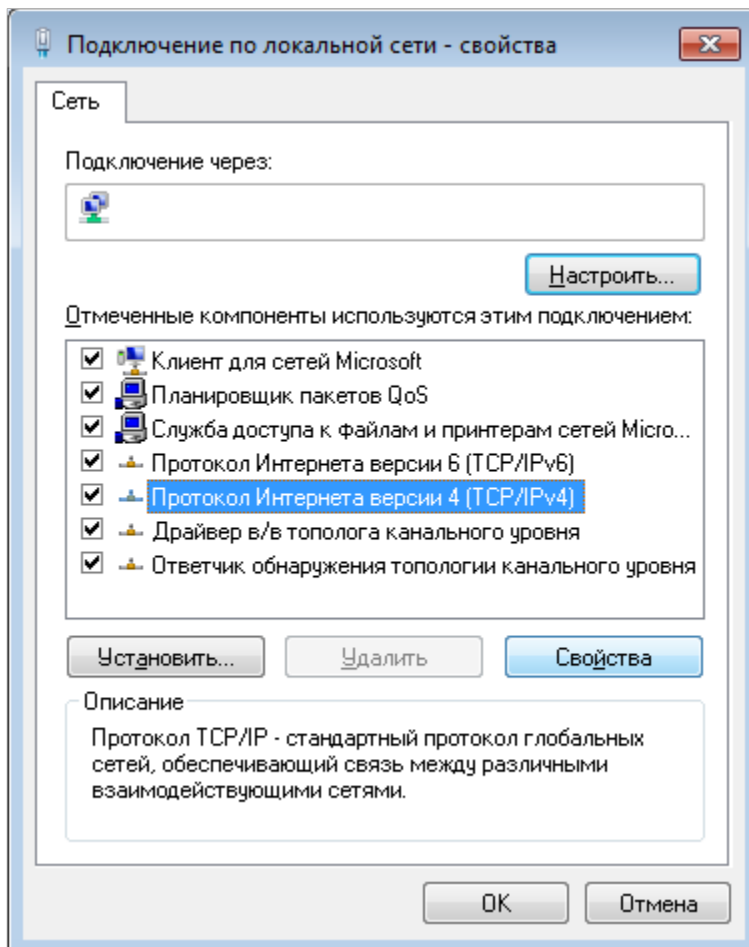 Подключение по локальной сети - свойства
Сеть
Подключение через:
Настроить...
Отмеченные компоненты используются этим подключением:
Клиент для сетей Microsoft
Планировщик пакетов QoS
Служба доступа к файлам и принтерам сетей Micro...
Протокол Интернета версии 6 (TCP/IPv6)
Протокол Интернета версии 4 (TCP/IPv4)
Драйвер в/в тополога канального уровня
Ответчик обнаружения топологии канального уровня
Установить...
Удалить
Свойства
Описание
Протокол TCP/IP - стандартный протокол глобальных
сетей, обеспечивающий связь между различными
взаимодействующими сетями.
OK
Отмена